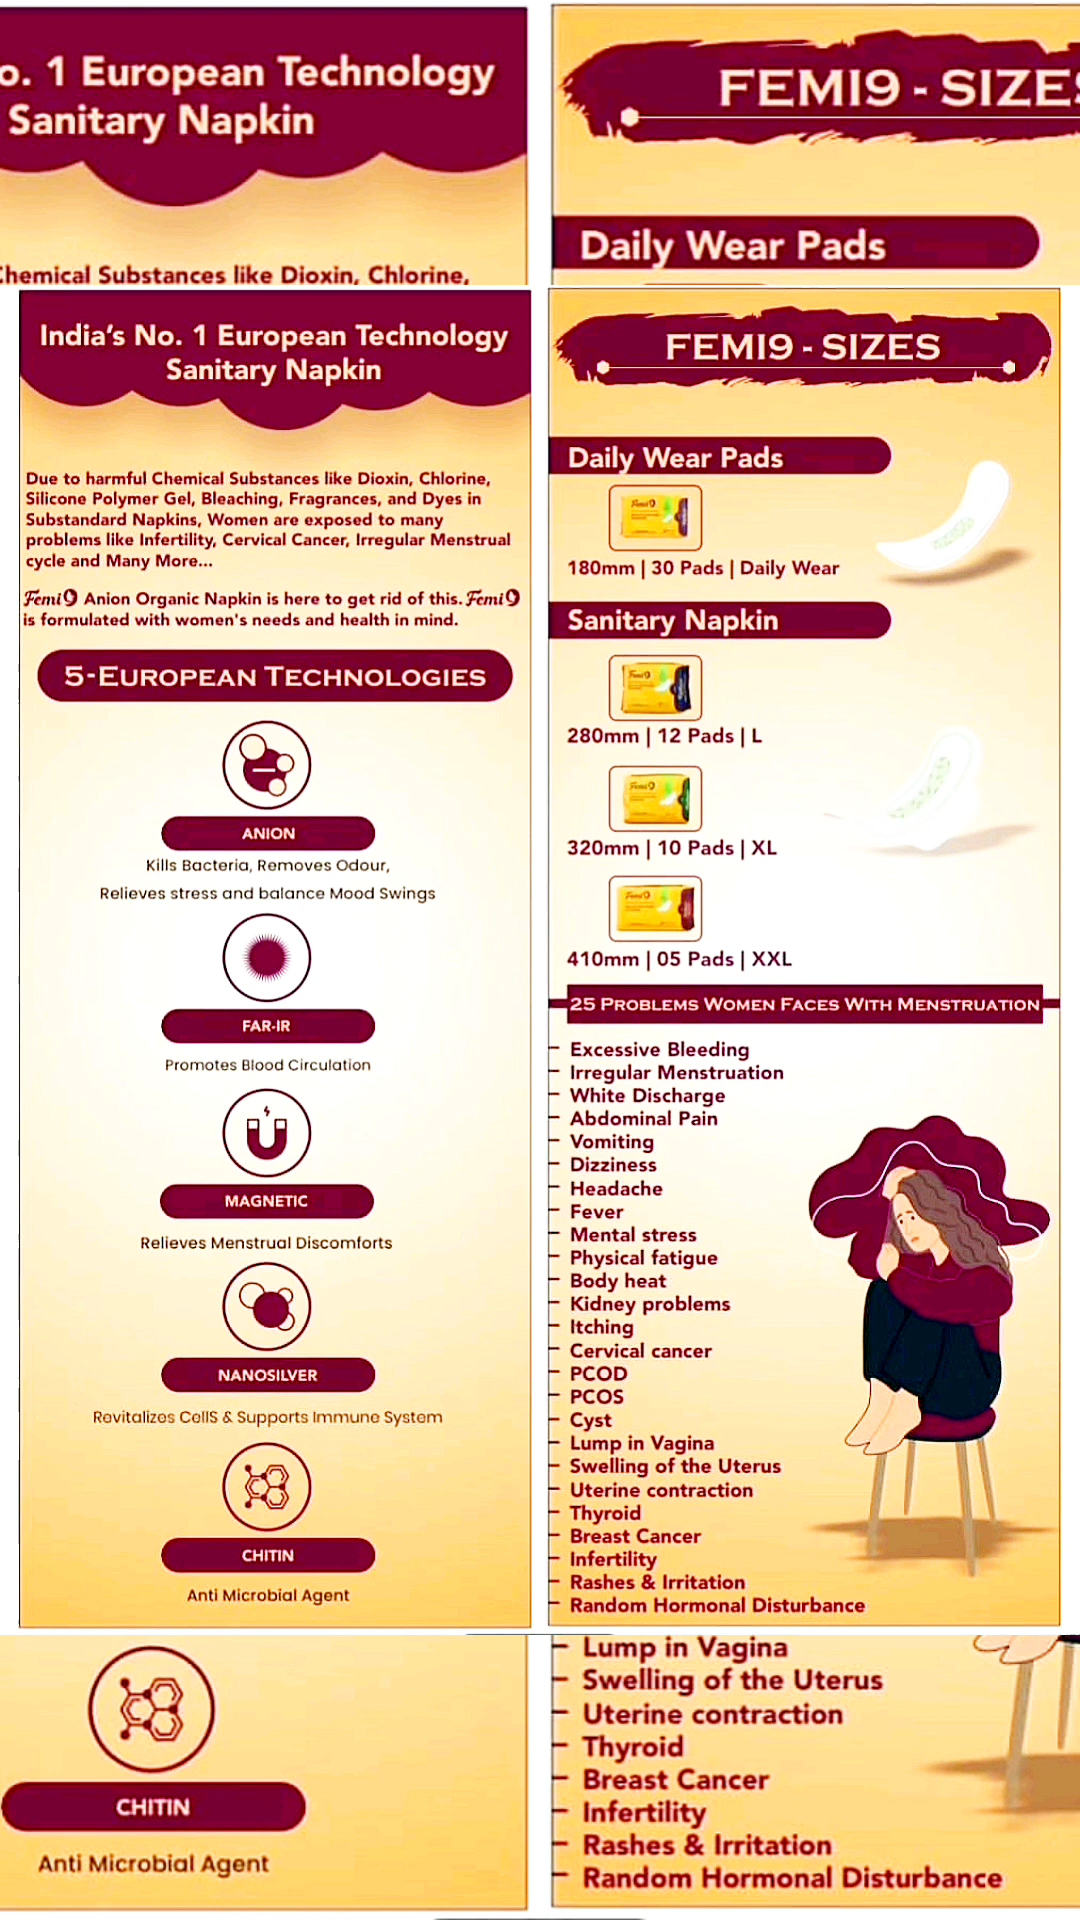 o. 1 European Technology
Sanitary Napkin
Chemical Substances like Dioxin, Chlorine,
FEMI9 - SIZES
Daily Wear Pads
India's No. 1 European Technology
Sanitary Napkin
Due to harmful Chemical Substances like Dioxin, Chlorine,
Silicone Polymer Gel, Bleaching, Fragrances, and Dyes in
Substandard Napkins, Women are exposed to many
problems like Infertility, Cervical Cancer, Irregular Menstrual
cycle and Many More...
Femi9 Anion Organic Napkin is here to get rid of this. Femi9
is formulated with women's needs and health in mind.
5-EUROPEAN TECHNOLOGIES
ANION
Kills Bacteria, Removes Odour,
Relieves stress and balance Mood Swings
FAR-IR
Promotes Blood Circulation
MAGNETIC
Relieves Menstrual Discomforts
NANOSILVER
Revitalizes CellS & Supports Immune System
CHITIN
Anti Microbial Agent
FEMI9 - SIZES
Daily Wear Pads
Femi9
180mm | 30 Pads | Daily Wear
Sanitary Napkin
Femi9
280mm | 12 Pads | L
Femi9
320mm | 10 Pads | XL
Femi9
410mm | 05 Pads | XXL
25 PROBLEMS WOMEN FACES WITH MENSTRUATION
Excessive Bleeding
Irregular Menstruation
White Discharge
Abdominal Pain
Vomiting
Dizziness
Headache
Fever
Mental stress
Physical fatigue
Body heat
Kidney problems
Itching
Cervical cancer
PCOD
PCOS
Cyst
Lump in Vagina
Swelling of the Uterus
Uterine contraction
Thyroid
Breast Cancer
Infertility
Rashes & Irritation
Random Hormonal Disturbance
CHITIN
Anti Microbial Agent
Lump in Vagina
Swelling of the Uterus
Uterine contraction
Thyroid
Breast Cancer
Infertility
Rashes & Irritation
Random Hormonal Disturbance